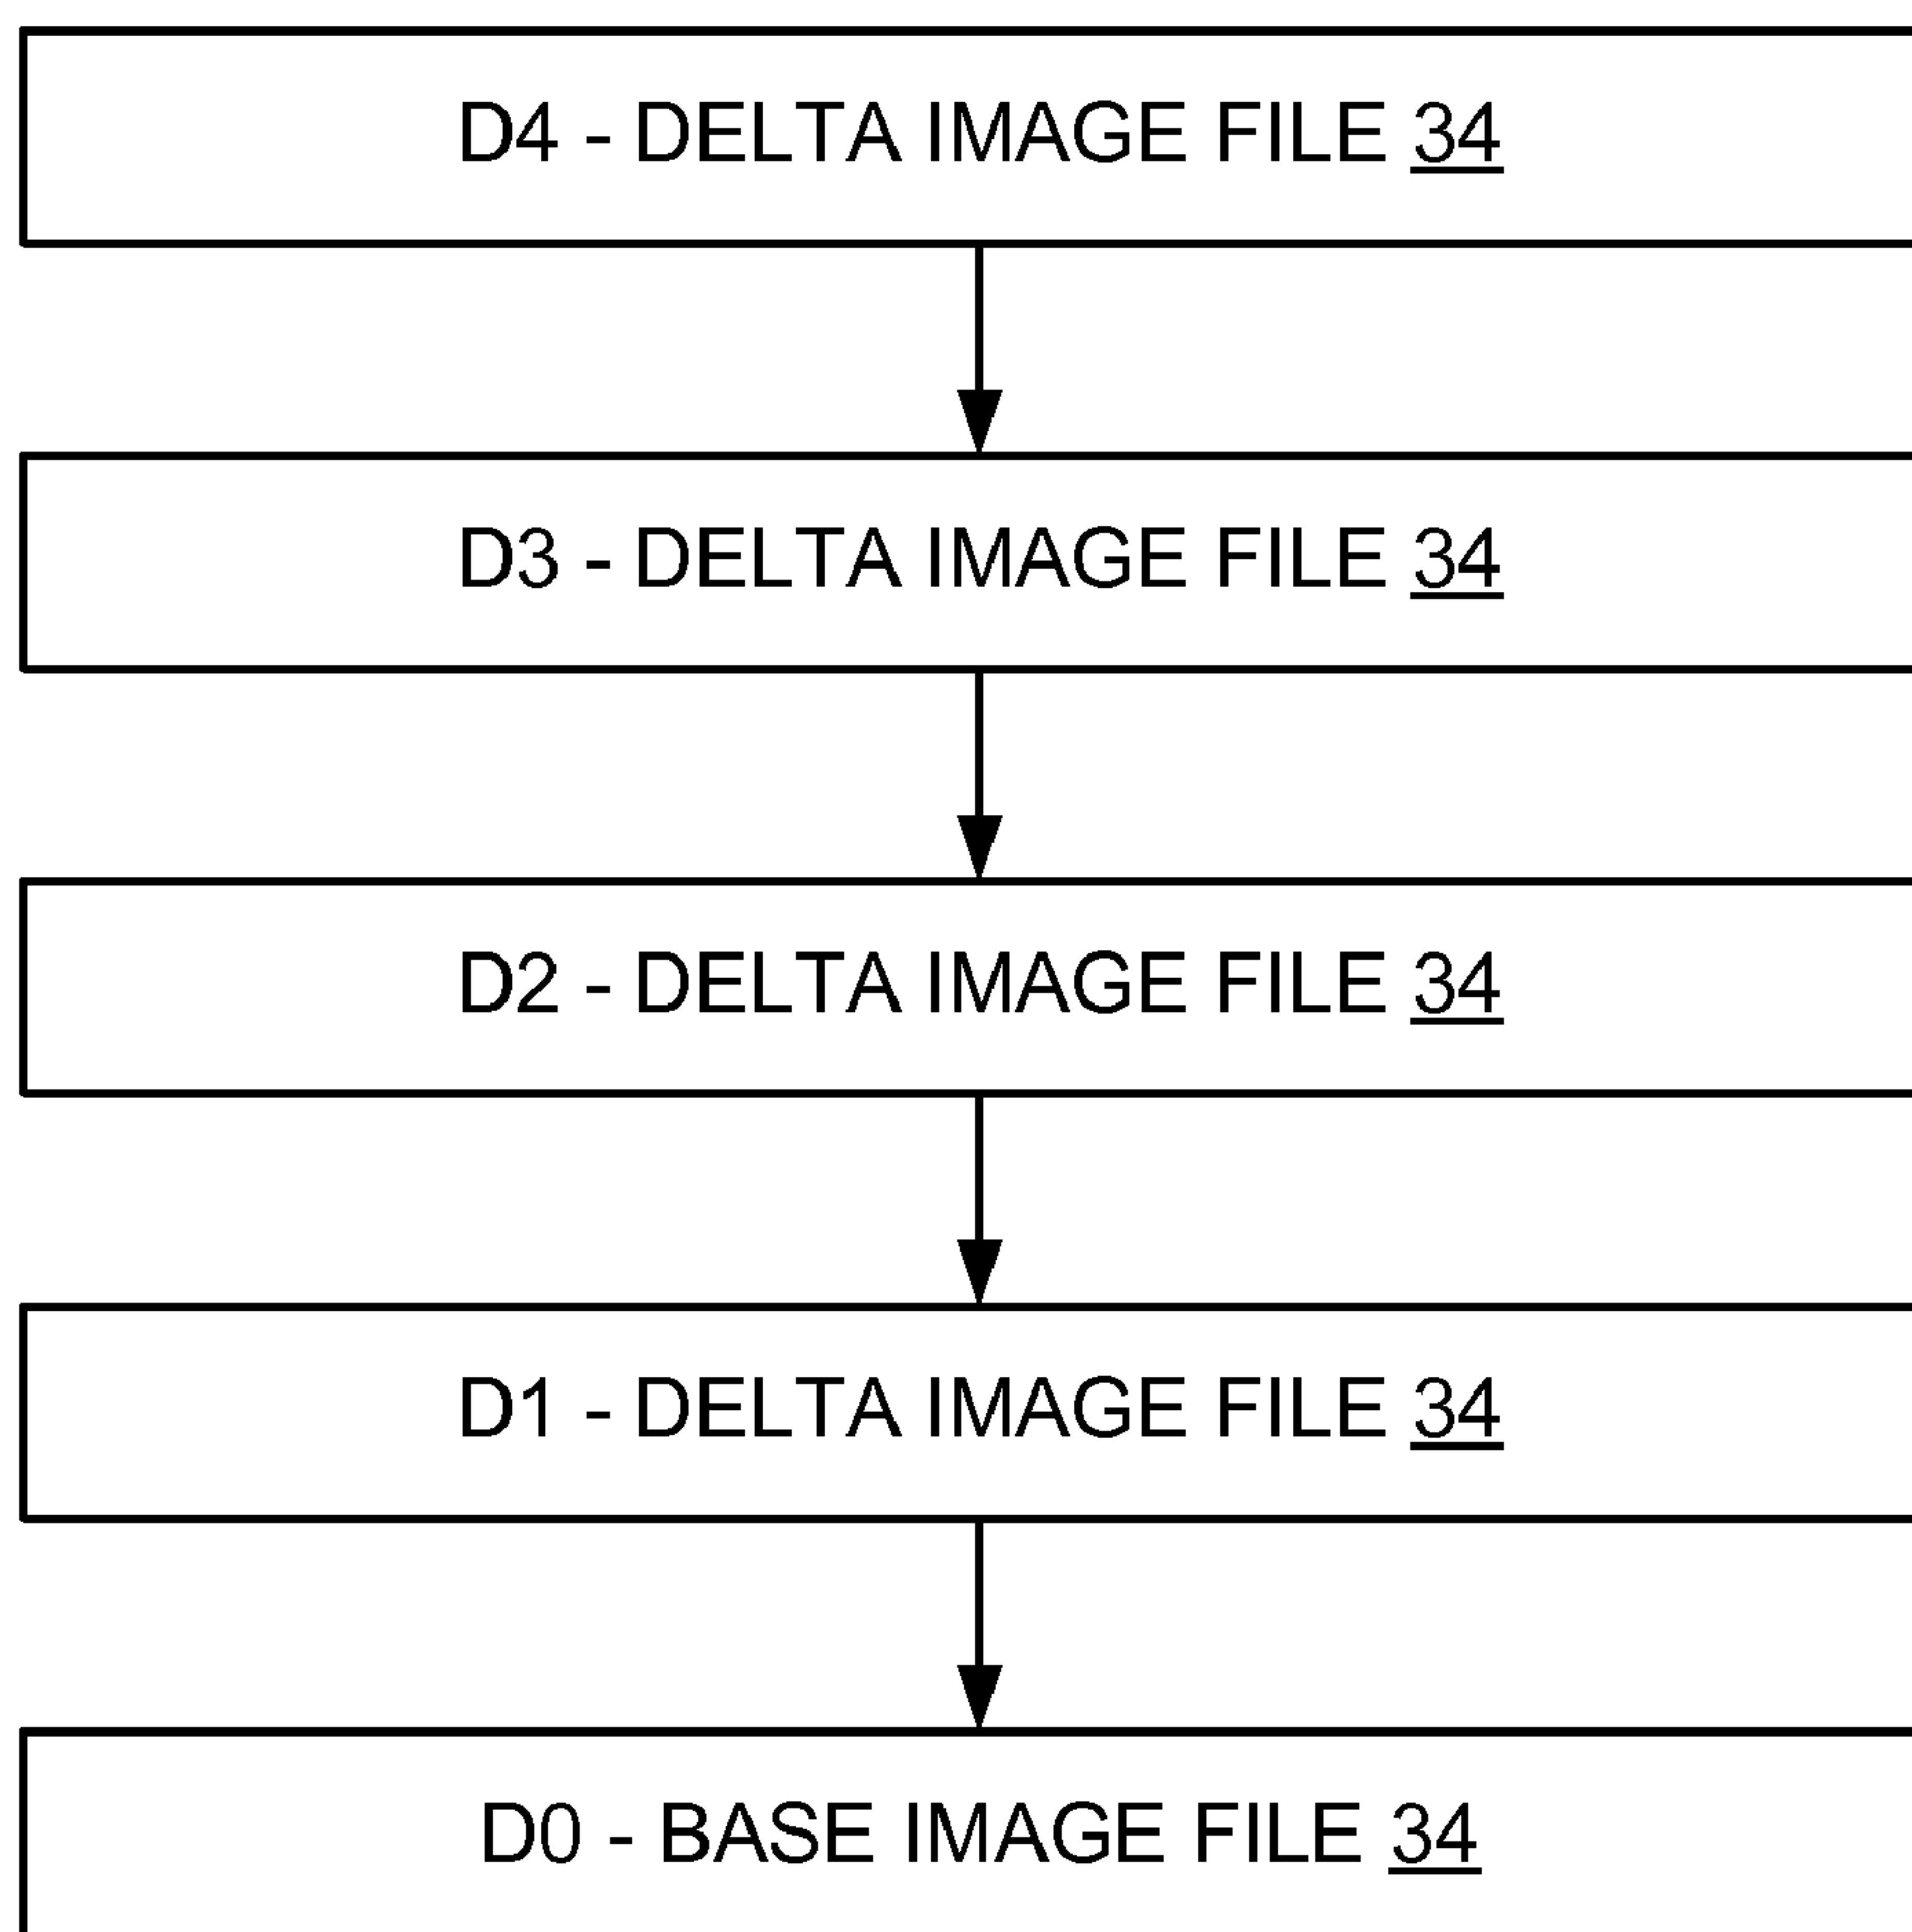 D4 - DELTA IMAGE FILE 34
D3 - DELTA IMAGE FILE 34
D2 - DELTA IMAGE FILE 34
D1 - DELTA IMAGE FILE 34
D0 - BASE IMAGE FILE 34